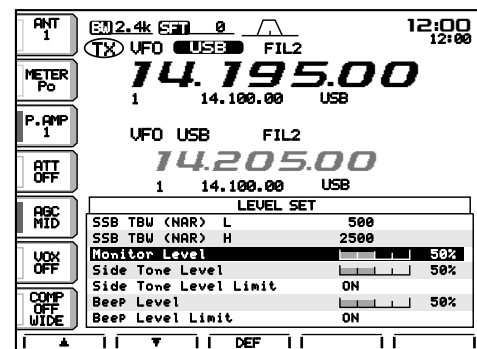 ANT
1
BW 2.4k SFT 0
12:00
12:00
TX VFO USB FIL2
METER
Po
14.195.00
1 14.100.00 USB
P.AMP
1
VFO USB FIL2
14.205.00
ATT
OFF
1 14.100.00 USB
LEVEL SET
AGC
MID
SSB TBW (NAR) L 500
SSB TBW (NAR) H 2500
VOX
OFF
Monitor Level 50%
Side Tone Level 50%
Side Tone Level Limit ON
COMP
OFF
WIDE
Beep Level 50%
Beep Level Limit ON
▲ ▼ DEF